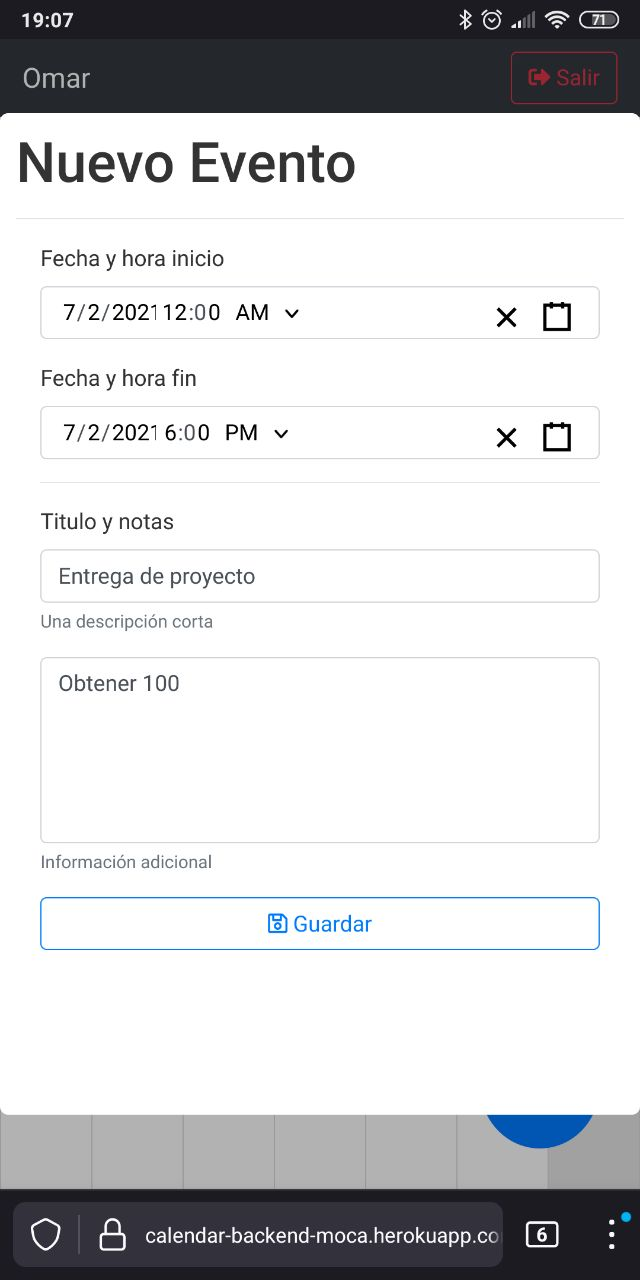 19:07
71
Omar
Salir
Nuevo Evento
Fecha y hora inicio
7/2/2021 12:00 AM
Fecha y hora fin
7/2/2021 6:00 PM
Titulo y notas
Entrega de proyecto
Una descripción corta
Obtener 100
Información adicional
Guardar
calendar-backend-moca.herokuapp.co
6